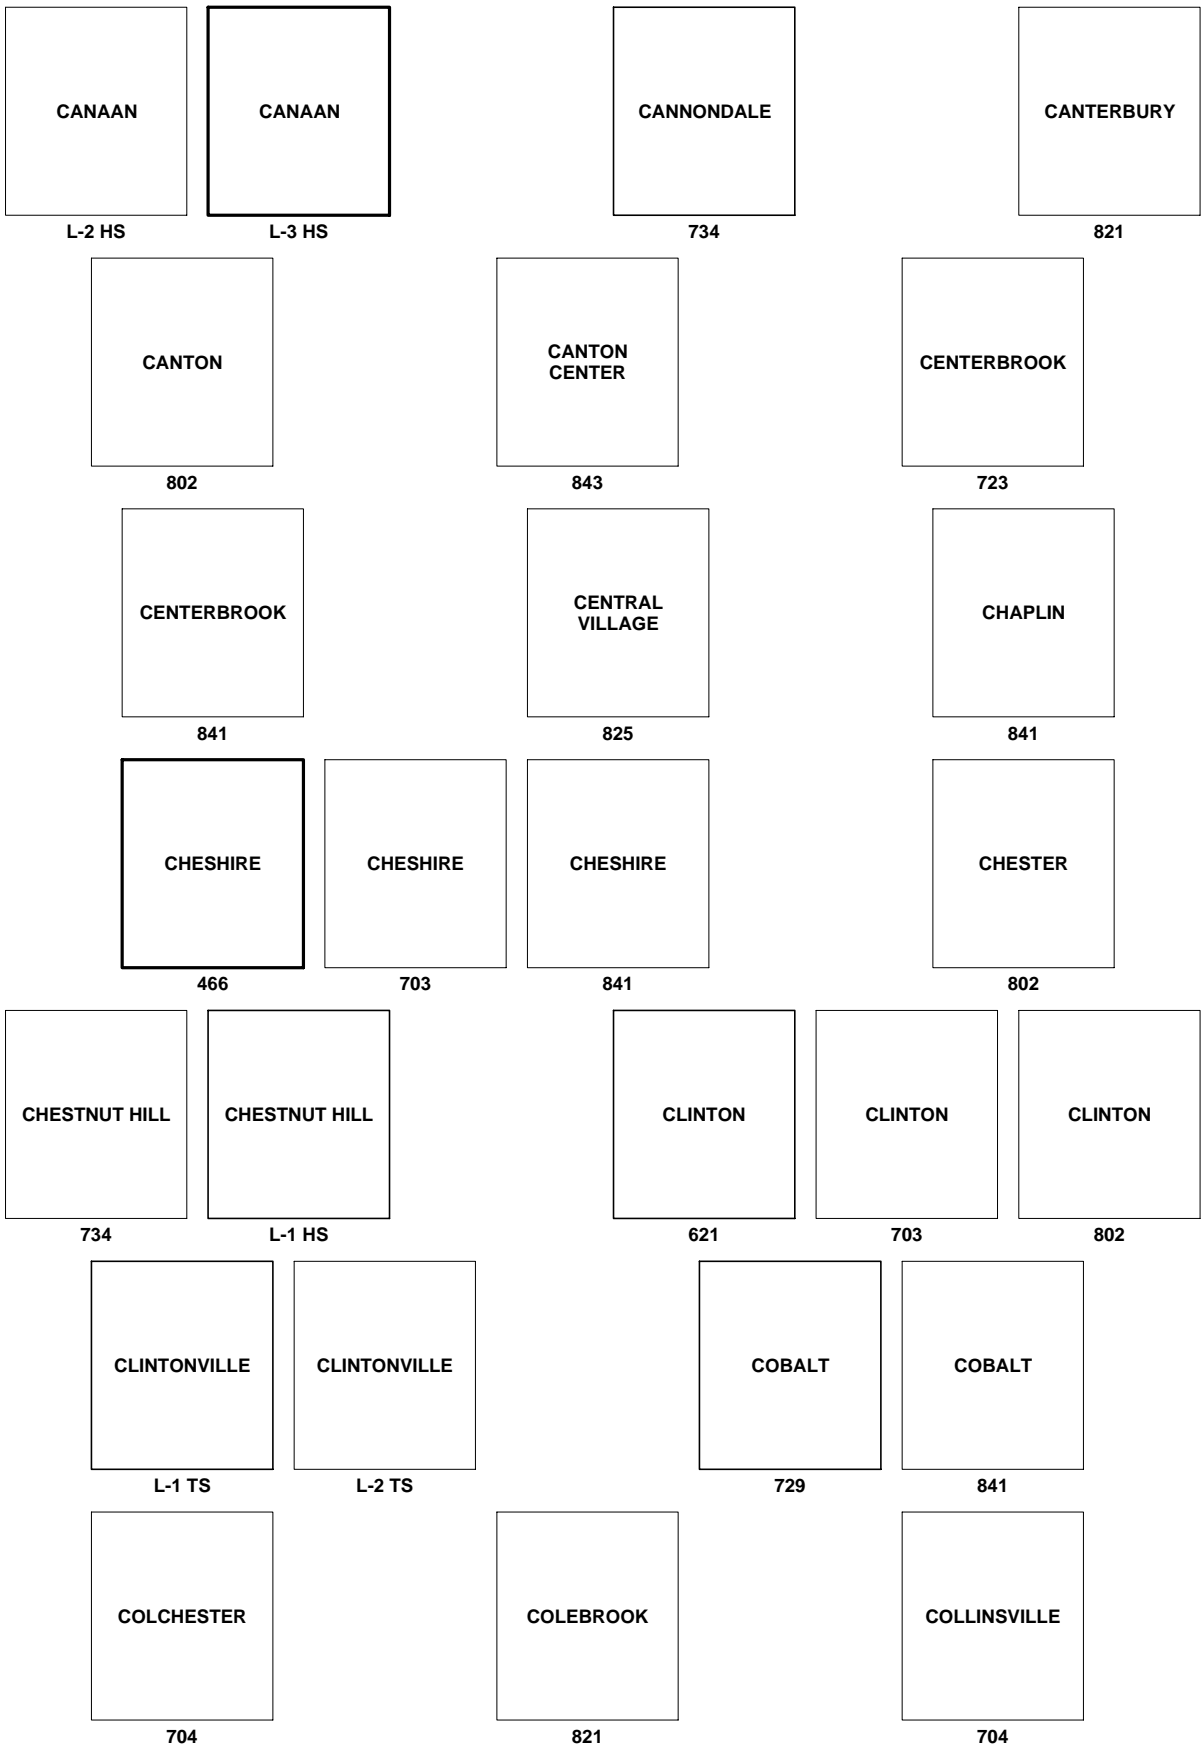 CANAAN
CANAAN
CANNONDALE
CANTERBURY
L-2 HS
L-3 HS
734
821
CANTON
CANTON
CENTER
CENTERBROOK
802
843
723
CENTERBROOK
CENTRAL
VILLAGE
CHAPLIN
841
825
841
CHESHIRE
CHESHIRE
CHESHIRE
CHESTER
466
703
841
802
CHESTNUT HILL
CHESTNUT HILL
CLINTON
CLINTON
CLINTON
734
L-1 HS
621
703
802
CLINTONVILLE
CLINTONVILLE
COBALT
COBALT
L-1 TS
L-2 TS
729
841
COLCHESTER
COLEBROOK
COLLINSVILLE
704
821
704